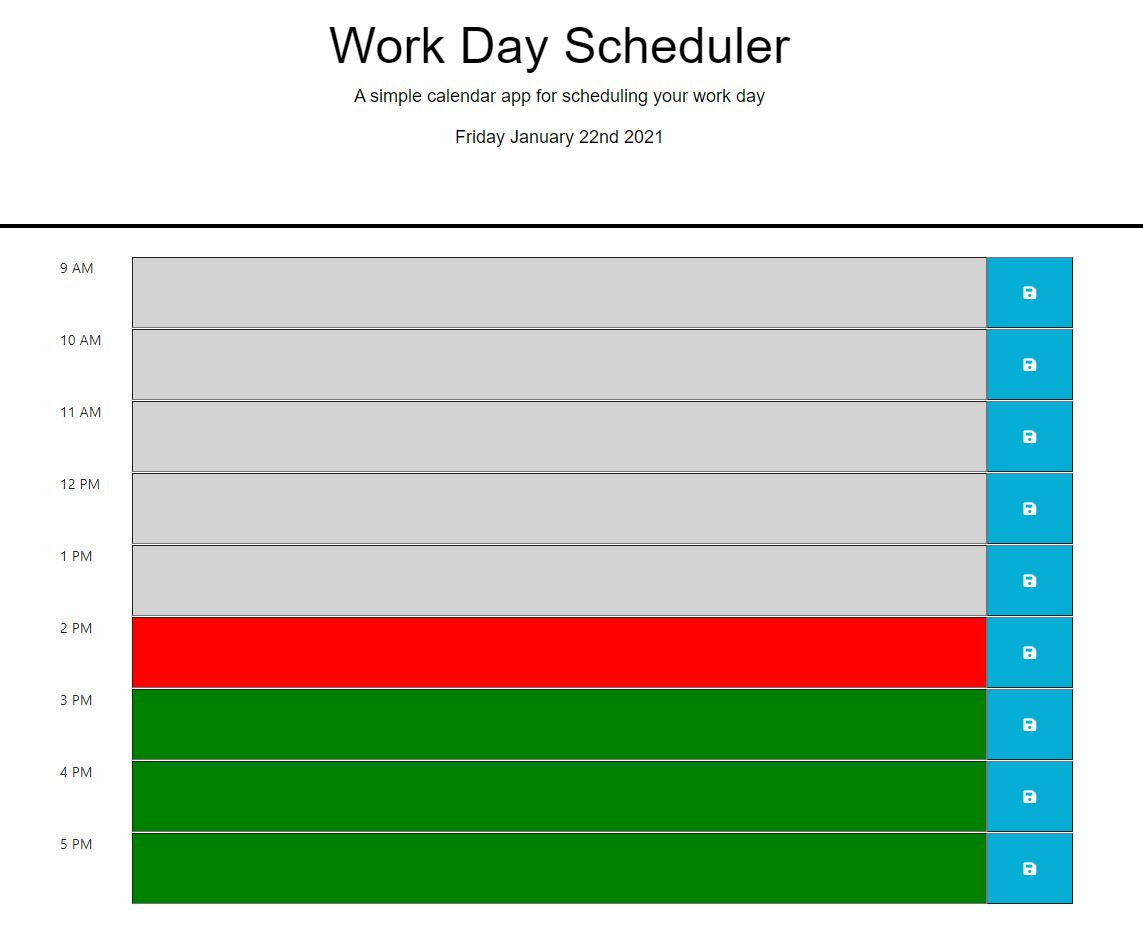 Work Day Scheduler
A simple calendar app for scheduling your work day
Friday January 22nd 2021
9 AM
10 AM
11 AM
12 PM
1 PM
2 PM
3 PM
4 PM
5 PM